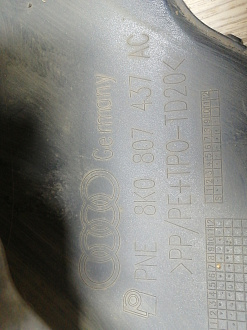 Germany
PNE 8K0 807 437 AC
>PP/PE+TPO-TD20<